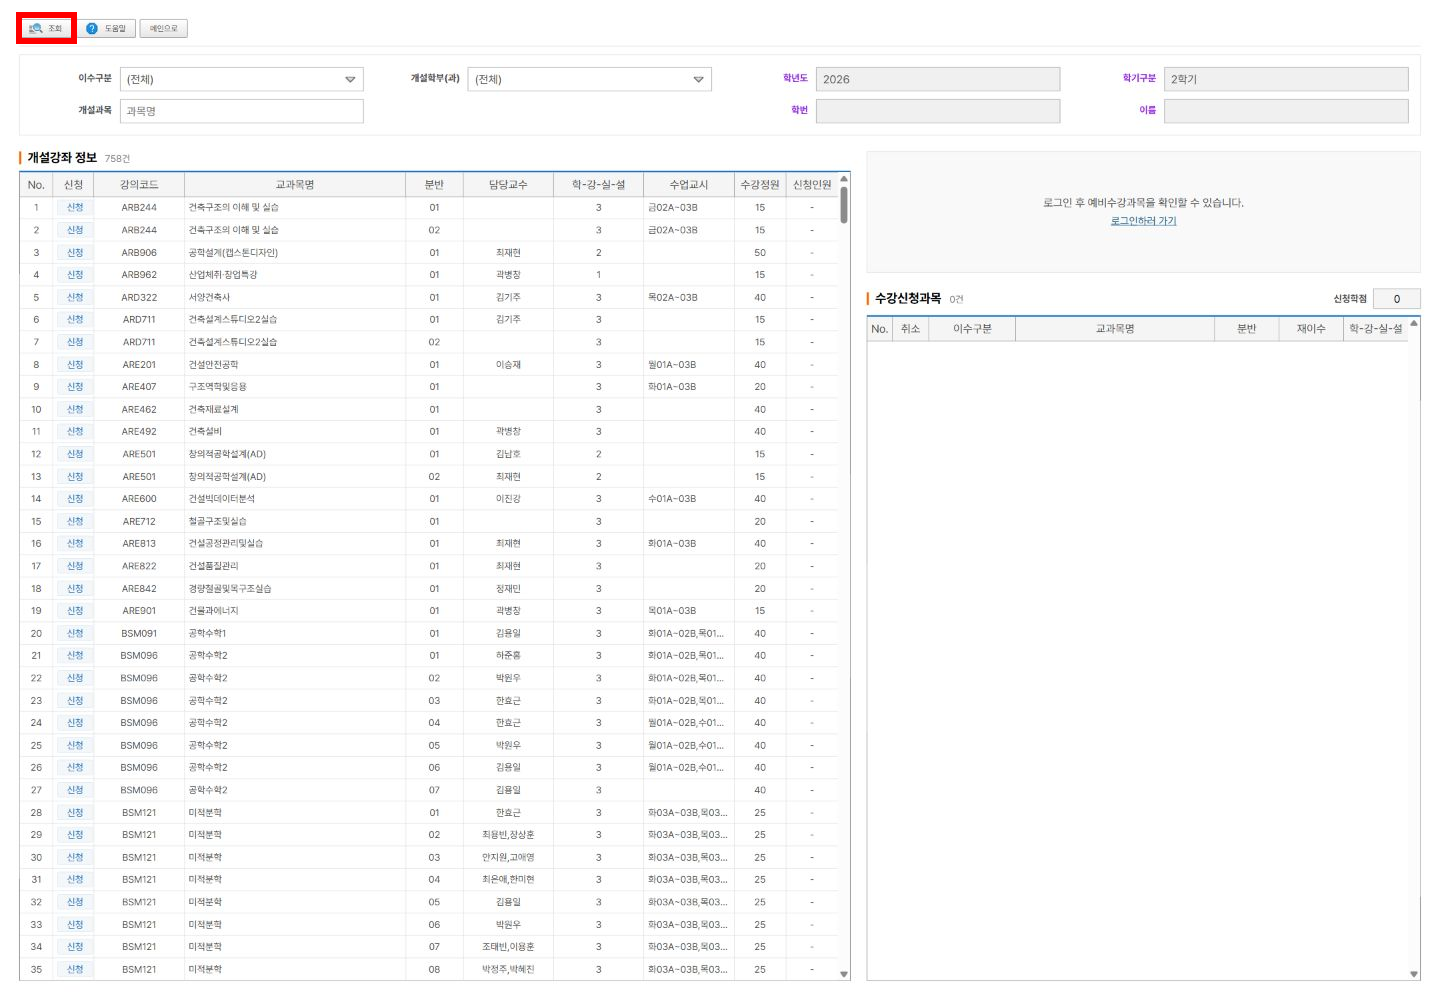 조회 도움말 메인으로
이수구분 (전체) 개설학부(과) (전체) 학년도 2026 학기구분 2학기
개설과목 과목명 학번 이름
개설강좌 정보 758건
No. 신청 강의코드 교과목명 분반 담당교수 학-강-실-설 수업교시 수강정원 신청인원
1 신청 ARB244 건축구조의 이해 및 실습 01 3 금02A~03B 15 -
2 신청 ARB244 건축구조의 이해 및 실습 02 3 금02A~03B 15 -
3 신청 ARB906 공학설계(캡스톤디자인) 01 최재현 2 50 -
4 신청 ARB962 산업체취·창업특강 01 곽병창 1 15 -
5 신청 ARD322 서양건축사 01 김기주 3 목02A~03B 40 -
6 신청 ARD711 건축설계스튜디오2실습 01 김기주 3 15 -
7 신청 ARD711 건축설계스튜디오2실습 02 3 15 -
8 신청 ARE201 건설안전공학 01 이승재 3 월01A~03B 40 -
9 신청 ARE407 구조역학및응용 01 3 화01A~03B 20 -
10 신청 ARE462 건축재료설계 01 3 40 -
11 신청 ARE492 건축설비 01 곽병창 3 40 -
12 신청 ARE501 창의적공학설계(AD) 01 김남호 2 15 -
13 신청 ARE501 창의적공학설계(AD) 02 최재현 2 15 -
14 신청 ARE600 건설빅데이터분석 01 이진강 3 수01A~03B 40 -
15 신청 ARE712 철골구조및실습 01 3 20 -
16 신청 ARE813 건설공정관리및실습 01 최재현 3 화01A~03B 40 -
17 신청 ARE822 건설품질관리 01 최재현 3 20 -
18 신청 ARE842 경량철골및목구조실습 01 정재민 3 20 -
19 신청 ARE901 건물과에너지 01 곽병창 3 목01A~03B 15 -
20 신청 BSM091 공학수학1 01 김용일 3 화01A~02B,목01... 40 -
21 신청 BSM096 공학수학2 01 하준홍 3 화01A~02B,목01... 40 -
22 신청 BSM096 공학수학2 02 박원우 3 화01A~02B,목01... 40 -
23 신청 BSM096 공학수학2 03 한효근 3 화01A~02B,목01... 40 -
24 신청 BSM096 공학수학2 04 한효근 3 월01A~02B,수01... 40 -
25 신청 BSM096 공학수학2 05 박원우 3 월01A~02B,수01... 40 -
26 신청 BSM096 공학수학2 06 김용일 3 월01A~02B,수01... 40 -
27 신청 BSM096 공학수학2 07 김용일 3 40 -
28 신청 BSM121 미적분학 01 한효근 3 화03A~03B,목03... 25 -
29 신청 BSM121 미적분학 02 최용빈,장상훈 3 화03A~03B,목03... 25 -
30 신청 BSM121 미적분학 03 안지원,고애영 3 화03A~03B,목03... 25 -
31 신청 BSM121 미적분학 04 최은애,한미현 3 화03A~03B,목03... 25 -
32 신청 BSM121 미적분학 05 김용일 3 화03A~03B,목03... 25 -
33 신청 BSM121 미적분학 06 박원우 3 화03A~03B,목03... 25 -
34 신청 BSM121 미적분학 07 조태빈,이용훈 3 화03A~03B,목03... 25 -
35 신청 BSM121 미적분학 08 박정주,박혜진 3 화03A~03B,목03... 25 -
로그인 후 예비수강과목을 확인할 수 있습니다.
로그인하러 가기
수강신청과목 0건 신청학점 0
No. 취소 이수구분 교과목명 분반 재이수 학-강-실-설